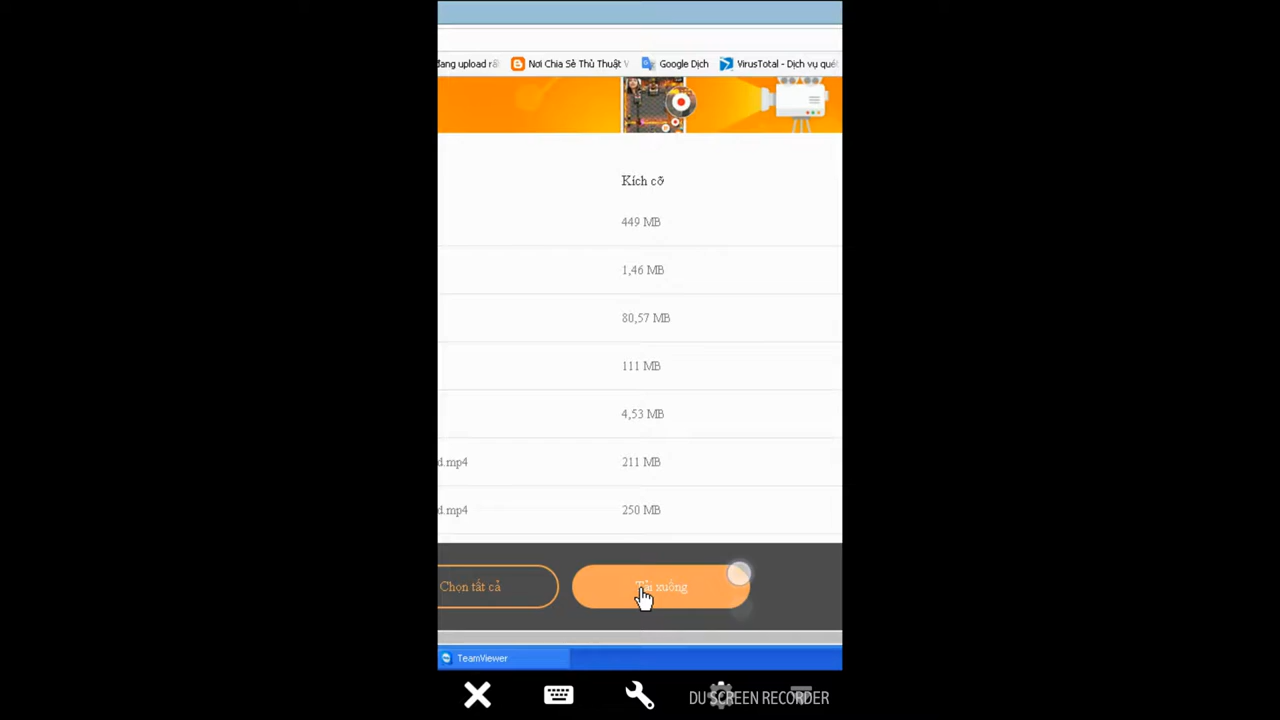 đang upload rấ
Nơi Chia Sẻ Thủ Thuật V
Google Dịch
VirusTotal - Dịch vụ qué
Kích cỡ
449 MB
1,46 MB
80,57 MB
111 MB
4,53 MB
d.mp4 211 MB
d.mp4 250 MB
Chọn tất cả
Tải xuống
TeamViewer
DU SCREEN RECORDER